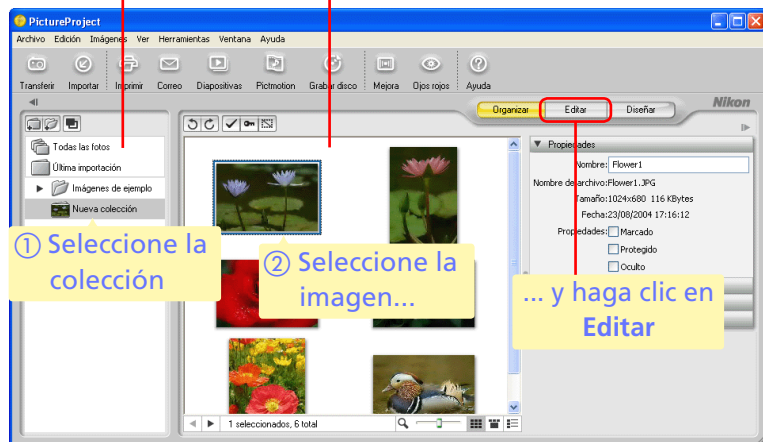 PictureProject
Archivo Edición Imágenes Ver Herramientas Ventana Ayuda
Transferir Importar Imprimir Correo Diapositivas Pictmotion Grabar disco Mejora Ojos rojos Ayuda
Organizar Editar Diseñar
Nikon
Todas las fotos
Última importación
Imágenes de ejemplo
Nueva colección
① Seleccione la
colección
② Seleccione la
imagen...
Propiedades
Nombre: Flower1
Nombre de archivo:Flower1.JPG
Tamaño:1024x680 116 KBytes
Fecha:23/08/2004 17:16:12
Propiedades: Marcado
Protegido
Oculto
... y haga clic en
Editar
1 seleccionados, 6 total